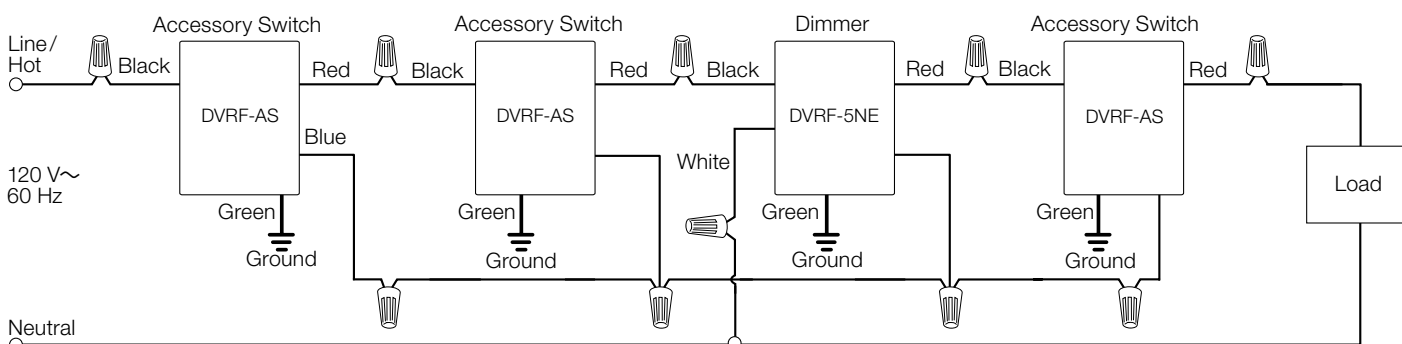 Accessory Switch
Accessory Switch
Dimmer
Accessory Switch
Line/
Hot
Black
Red
Black
Red
Black
Red
Black
Red
DVRF-AS
DVRF-AS
DVRF-5NE
DVRF-AS
Blue
White
120 V~
60 Hz
Load
Green
Green
Green
Green
Ground
Ground
Ground
Ground
Neutral